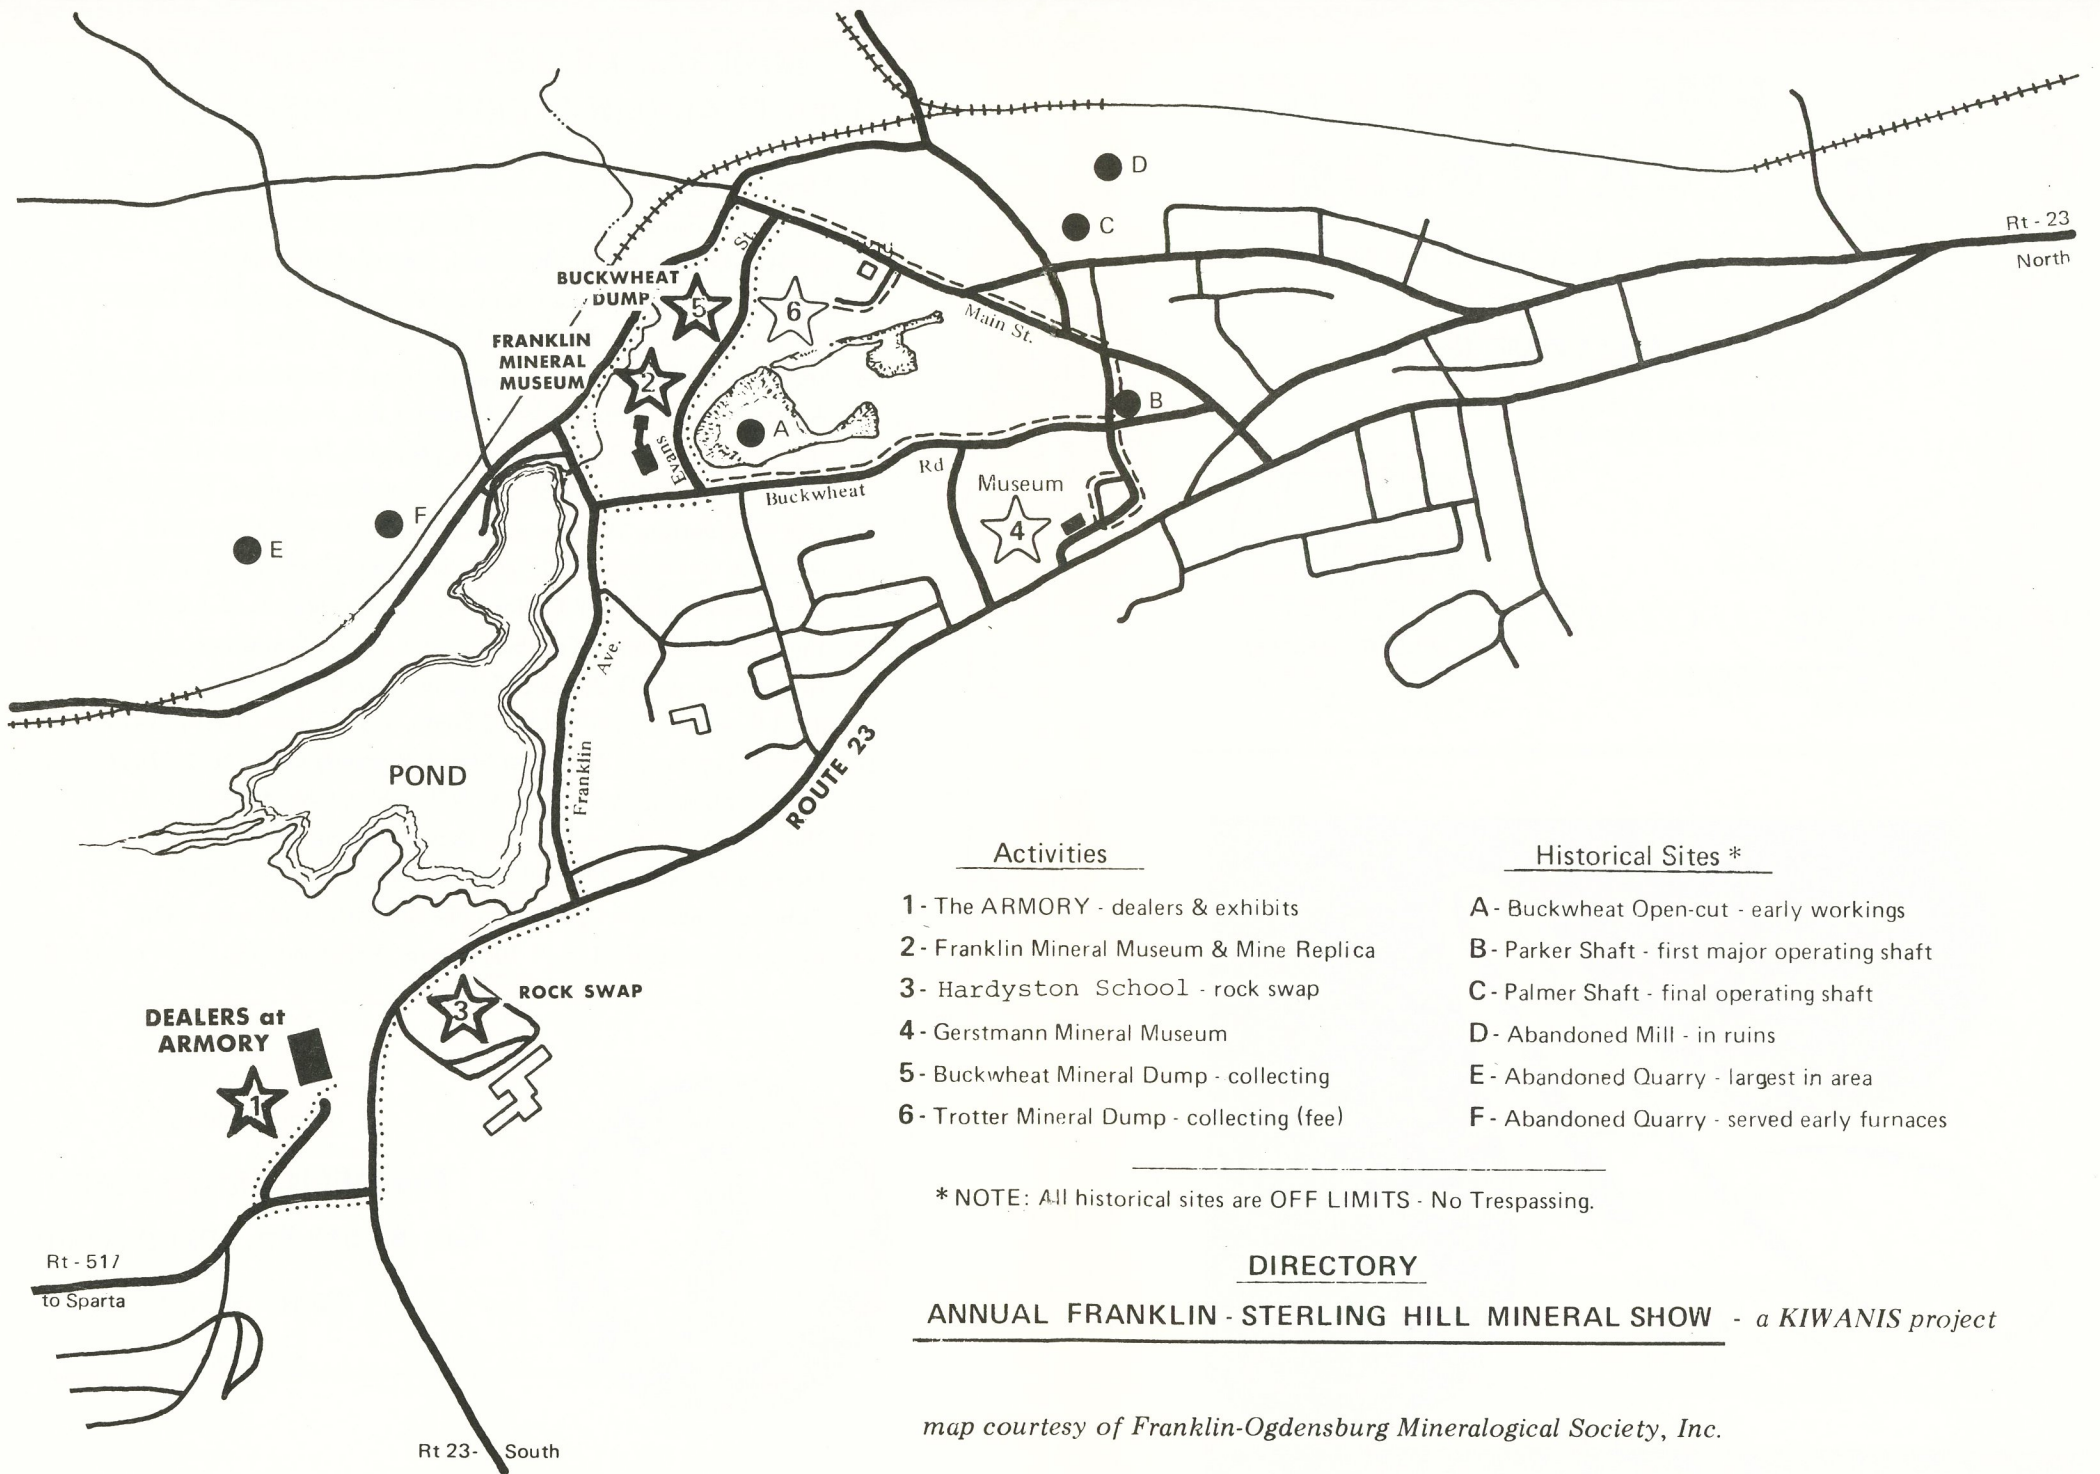 D
C
Rt - 23
North
St.
BUCKWHEAT
DUMP
5
6
Main St.
FRANKLIN
MINERAL
MUSEUM
2
A
B
Evans
Rd
Buckwheat
Museum
4
F
E
Ave.
Franklin
POND
ROUTE 23
ROCK SWAP
3
DEALERS at
ARMORY
1
Rt - 517
to Sparta
Rt 23- South
Activities
1 - The ARMORY - dealers & exhibits
2 - Franklin Mineral Museum & Mine Replica
3 - Hardyston School - rock swap
4 - Gerstmann Mineral Museum
5 - Buckwheat Mineral Dump - collecting
6 - Trotter Mineral Dump - collecting (fee)
Historical Sites *
A - Buckwheat Open-cut - early workings
B - Parker Shaft - first major operating shaft
C - Palmer Shaft - final operating shaft
D - Abandoned Mill - in ruins
E - Abandoned Quarry - largest in area
F - Abandoned Quarry - served early furnaces
* NOTE: All historical sites are OFF LIMITS - No Trespassing.
DIRECTORY
ANNUAL FRANKLIN - STERLING HILL MINERAL SHOW - a KIWANIS project
map courtesy of Franklin-Ogdensburg Mineralogical Society, Inc.